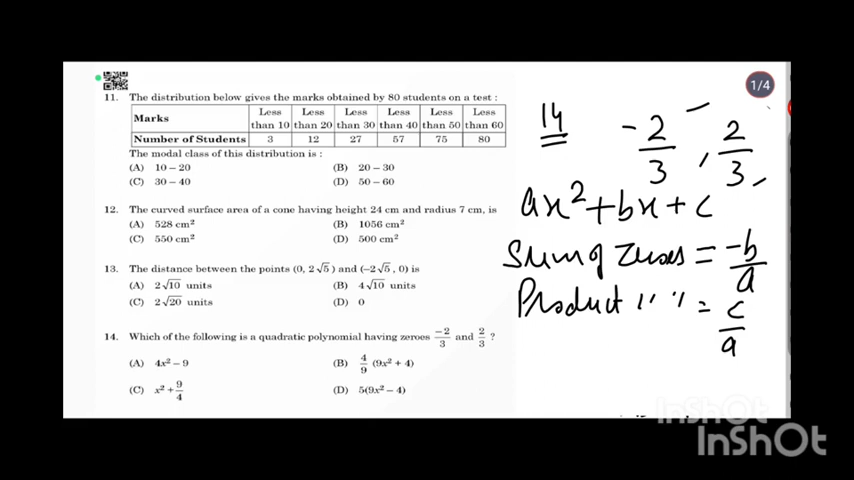 1/4
11. The distribution below gives the marks obtained by 80 students on a test :
Marks Less than 10 Less than 20 Less than 30 Less than 40 Less than 50 Less than 60
Number of Students 3 12 27 57 75 80
The modal class of this distribution is :
(A) 10 – 20 (B) 20 – 30
(C) 30 – 40 (D) 50 – 60
12. The curved surface area of a cone having height 24 cm and radius 7 cm, is
(A) 528 cm² (B) 1056 cm²
(C) 550 cm² (D) 500 cm²
13. The distance between the points (0, 2√5) and (–2√5, 0) is
(A) 2√10 units (B) 4√10 units
(C) 2√20 units (D) 0
14. Which of the following is a quadratic polynomial having zeroes -2/3 and 2/3 ?
(A) 4x² – 9 (B) 4/9 (9x² + 4)
(C) x² + 9/4 (D) 5(9x² – 4)
14 -2/3 , 2/3
ax² + bx + c
Sum of zeroes = -b/a
Product " " = c/a
InShOt
InShOt